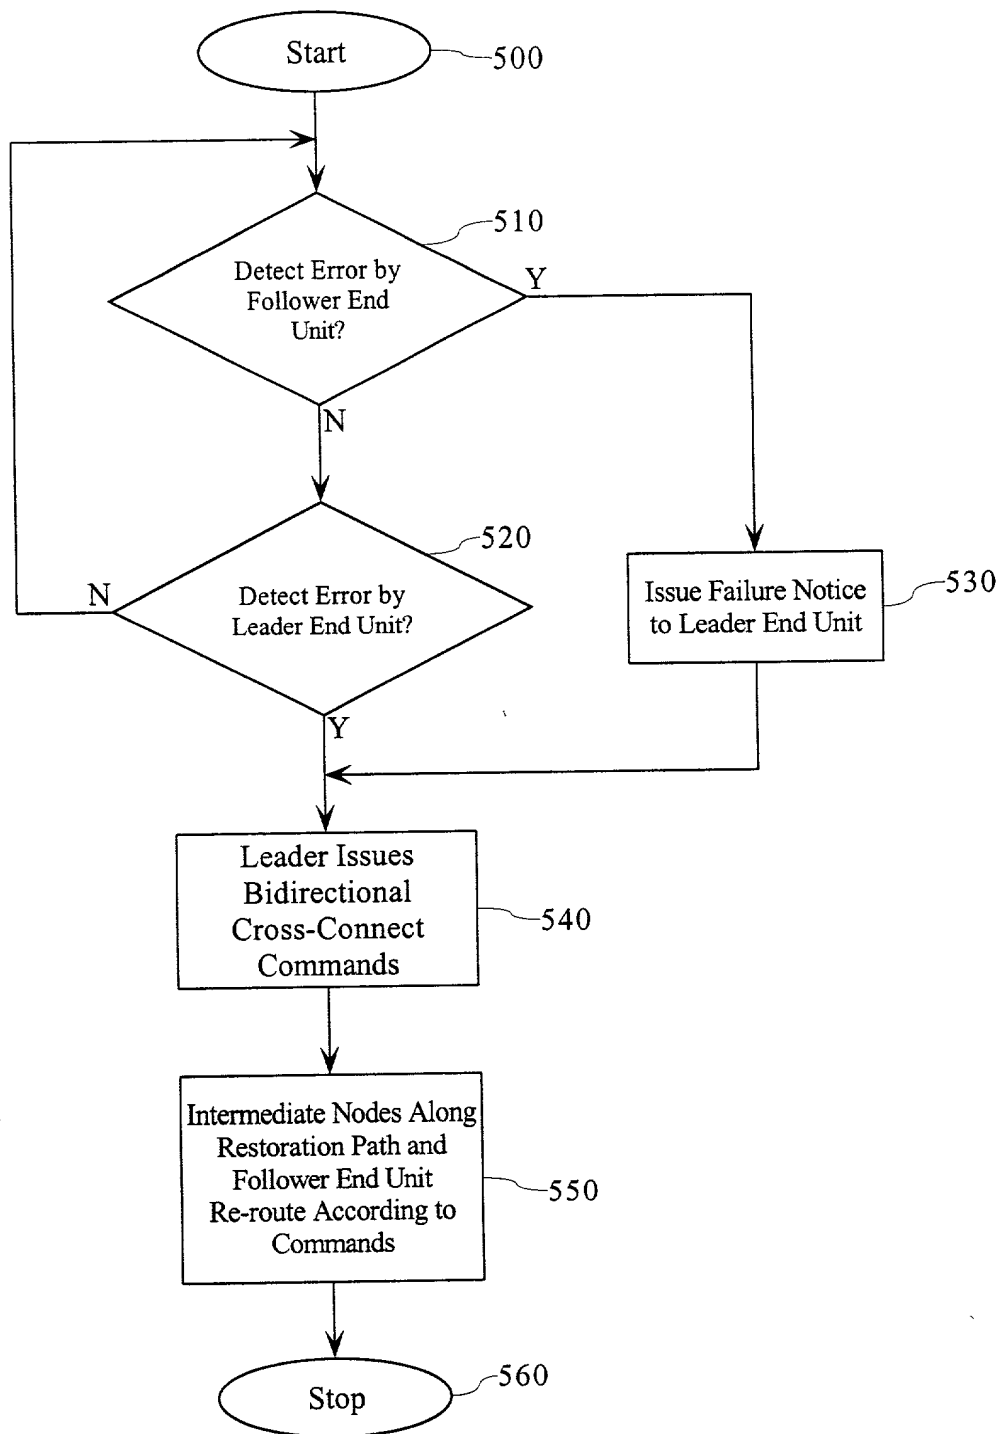 Start
500
510
Detect Error by
Follower End
Unit?
Y
N
520
N
Detect Error by
Leader End Unit?
Issue Failure Notice
to Leader End Unit
530
Y
Leader Issues
Bidirectional
Cross-Connect
Commands
540
Intermediate Nodes Along
Restoration Path and
Follower End Unit
Re-route According to
Commands
550
Stop
560